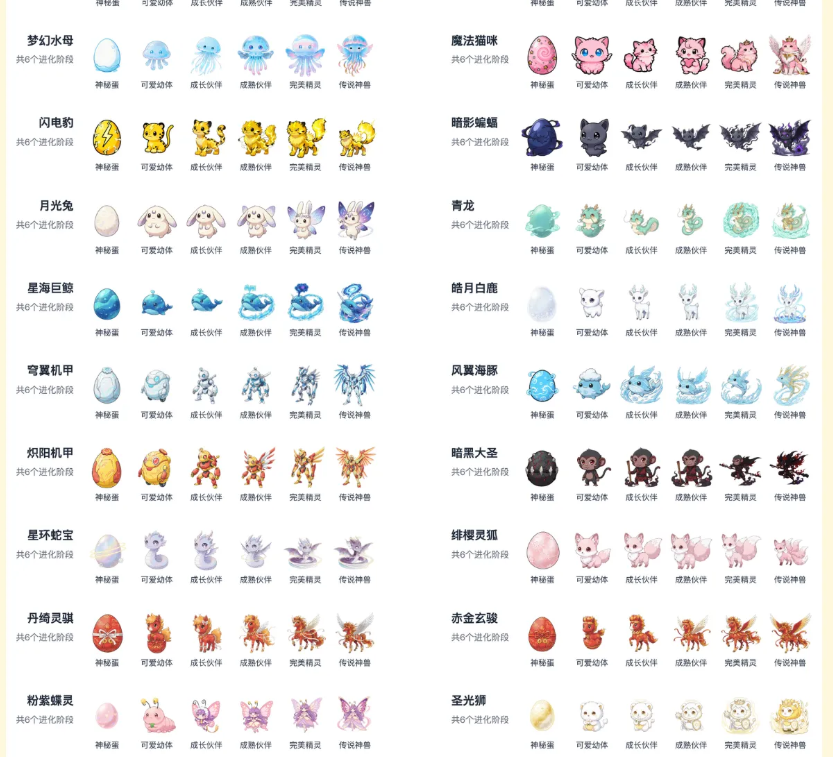 神秘蛋 可爱幼体 成长伙伴 成熟伙伴 完美精灵 传说神兽
神秘蛋 可爱幼体 成长伙伴 成熟伙伴 完美精灵 传说神兽
梦幻水母
共6个进化阶段
神秘蛋 可爱幼体 成长伙伴 成熟伙伴 完美精灵 传说神兽
魔法猫咪
共6个进化阶段
神秘蛋 可爱幼体 成长伙伴 成熟伙伴 完美精灵 传说神兽
闪电豹
共6个进化阶段
神秘蛋 可爱幼体 成长伙伴 成熟伙伴 完美精灵 传说神兽
暗影蝙蝠
共6个进化阶段
神秘蛋 可爱幼体 成长伙伴 成熟伙伴 完美精灵 传说神兽
月光兔
共6个进化阶段
神秘蛋 可爱幼体 成长伙伴 成熟伙伴 完美精灵 传说神兽
青龙
共6个进化阶段
神秘蛋 可爱幼体 成长伙伴 成熟伙伴 完美精灵 传说神兽
星海巨鲸
共6个进化阶段
神秘蛋 可爱幼体 成长伙伴 成熟伙伴 完美精灵 传说神兽
皓月白鹿
共6个进化阶段
神秘蛋 可爱幼体 成长伙伴 成熟伙伴 完美精灵 传说神兽
穹翼机甲
共6个进化阶段
神秘蛋 可爱幼体 成长伙伴 成熟伙伴 完美精灵 传说神兽
风翼海豚
共6个进化阶段
神秘蛋 可爱幼体 成长伙伴 成熟伙伴 完美精灵 传说神兽
炽阳机甲
共6个进化阶段
神秘蛋 可爱幼体 成长伙伴 成熟伙伴 完美精灵 传说神兽
暗黑大圣
共6个进化阶段
神秘蛋 可爱幼体 成长伙伴 成熟伙伴 完美精灵 传说神兽
星环蛇宝
共6个进化阶段
神秘蛋 可爱幼体 成长伙伴 成熟伙伴 完美精灵 传说神兽
绯樱灵狐
共6个进化阶段
神秘蛋 可爱幼体 成长伙伴 成熟伙伴 完美精灵 传说神兽
丹绮灵骐
共6个进化阶段
神秘蛋 可爱幼体 成长伙伴 成熟伙伴 完美精灵 传说神兽
赤金玄骏
共6个进化阶段
神秘蛋 可爱幼体 成长伙伴 成熟伙伴 完美精灵 传说神兽
粉紫蝶灵
共6个进化阶段
神秘蛋 可爱幼体 成长伙伴 成熟伙伴 完美精灵 传说神兽
圣光狮
共6个进化阶段
神秘蛋 可爱幼体 成长伙伴 成熟伙伴 完美精灵 传说神兽